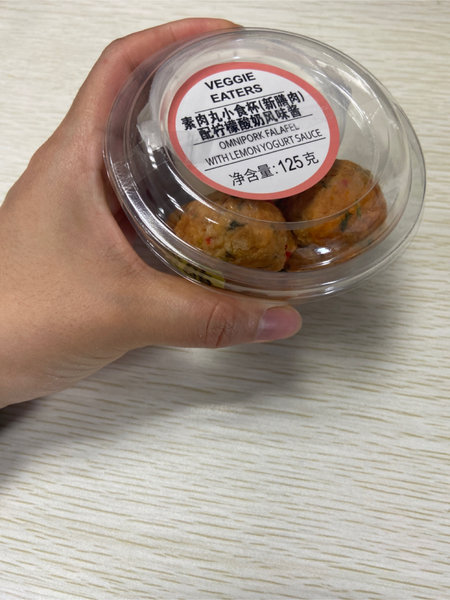 VEGGIE
EATERS
素肉丸小食杯(新膳肉)
配柠檬酸奶风味酱
OMNIPORK FALAFEL
WITH LEMON YOGURT SAUCE
净含量:125克